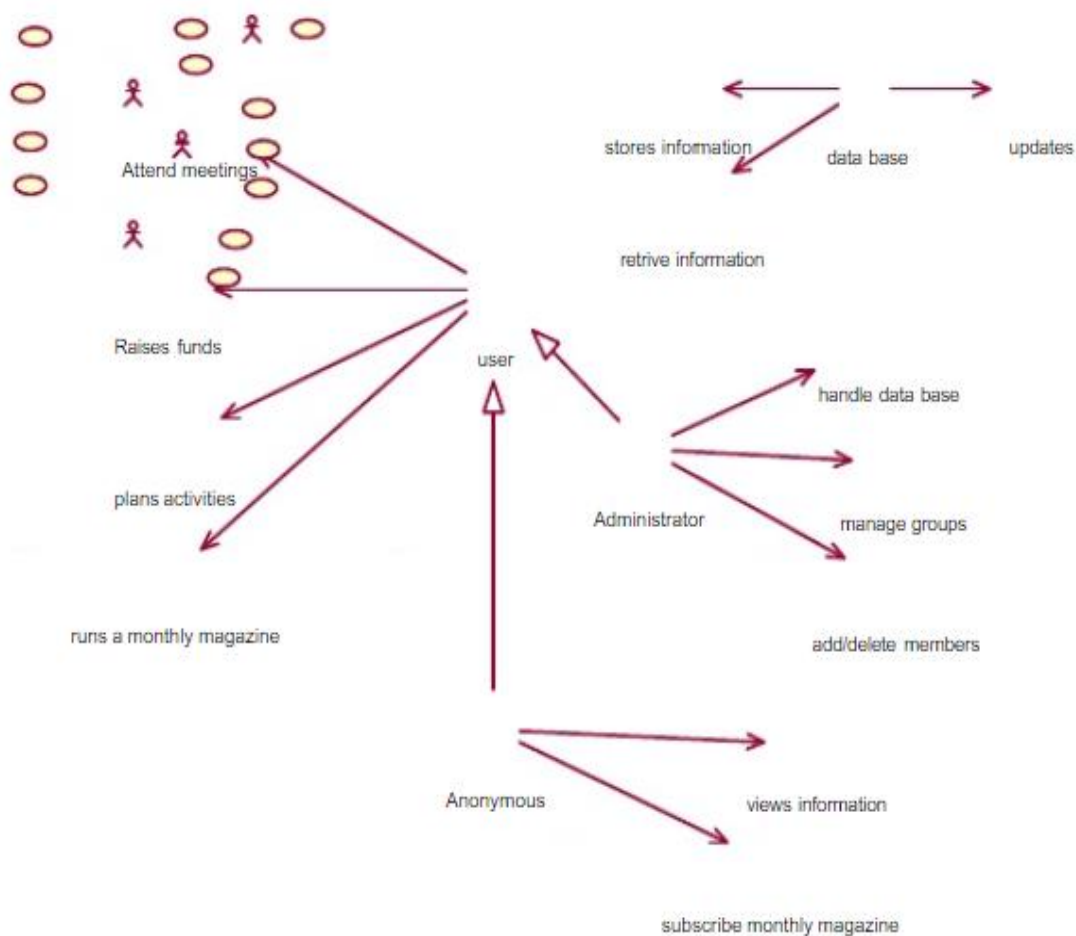 stores information
data base
updates
Attend meetings
retrive information
Raises funds
user
handle data base
plans activities
Administrator
manage groups
runs a monthly magazine
add/delete members
Anonymous
views information
subscribe monthly magazine